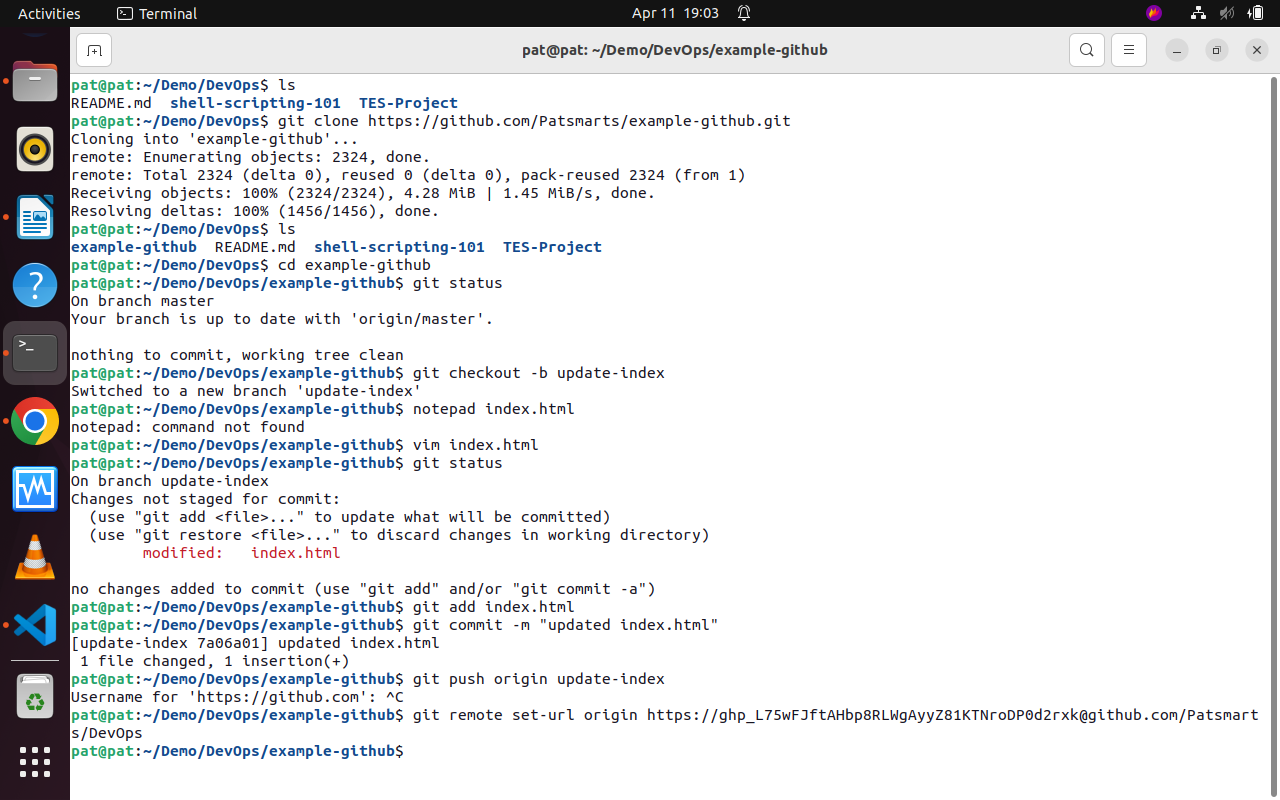 Activities
Terminal
Apr 11 19:03
pat@pat: ~/Demo/DevOps/example-github
pat@pat:~/Demo/DevOps$ ls
README.md  shell-scripting-101  TES-Project
pat@pat:~/Demo/DevOps$ git clone https://github.com/Patsmarts/example-github.git
Cloning into 'example-github'...
remote: Enumerating objects: 2324, done.
remote: Total 2324 (delta 0), reused 0 (delta 0), pack-reused 2324 (from 1)
Receiving objects: 100% (2324/2324), 4.28 MiB | 1.45 MiB/s, done.
Resolving deltas: 100% (1456/1456), done.
pat@pat:~/Demo/DevOps$ ls
example-github  README.md  shell-scripting-101  TES-Project
pat@pat:~/Demo/DevOps$ cd example-github
pat@pat:~/Demo/DevOps/example-github$ git status
On branch master
Your branch is up to date with 'origin/master'.
nothing to commit, working tree clean
pat@pat:~/Demo/DevOps/example-github$ git checkout -b update-index
Switched to a new branch 'update-index'
pat@pat:~/Demo/DevOps/example-github$ notepad index.html
notepad: command not found
pat@pat:~/Demo/DevOps/example-github$ vim index.html
pat@pat:~/Demo/DevOps/example-github$ git status
On branch update-index
Changes not staged for commit:
  (use "git add <file>..." to update what will be committed)
  (use "git restore <file>..." to discard changes in working directory)
        modified:   index.html
no changes added to commit (use "git add" and/or "git commit -a")
pat@pat:~/Demo/DevOps/example-github$ git add index.html
pat@pat:~/Demo/DevOps/example-github$ git commit -m "updated index.html"
[update-index 7a06a01] updated index.html
 1 file changed, 1 insertion(+)
pat@pat:~/Demo/DevOps/example-github$ git push origin update-index
Username for 'https://github.com': ^C
pat@pat:~/Demo/DevOps/example-github$ git remote set-url origin https://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@github.com/Patsmart
s/DevOps
pat@pat:~/Demo/DevOps/example-github$